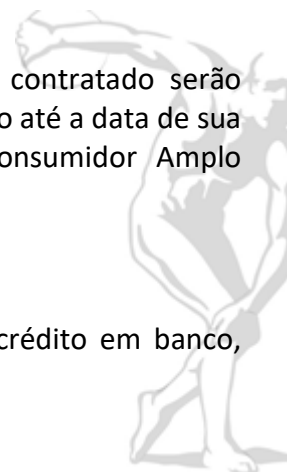 contratado serão
o até a data de sua
onsumidor Amplo
crédito em banco,